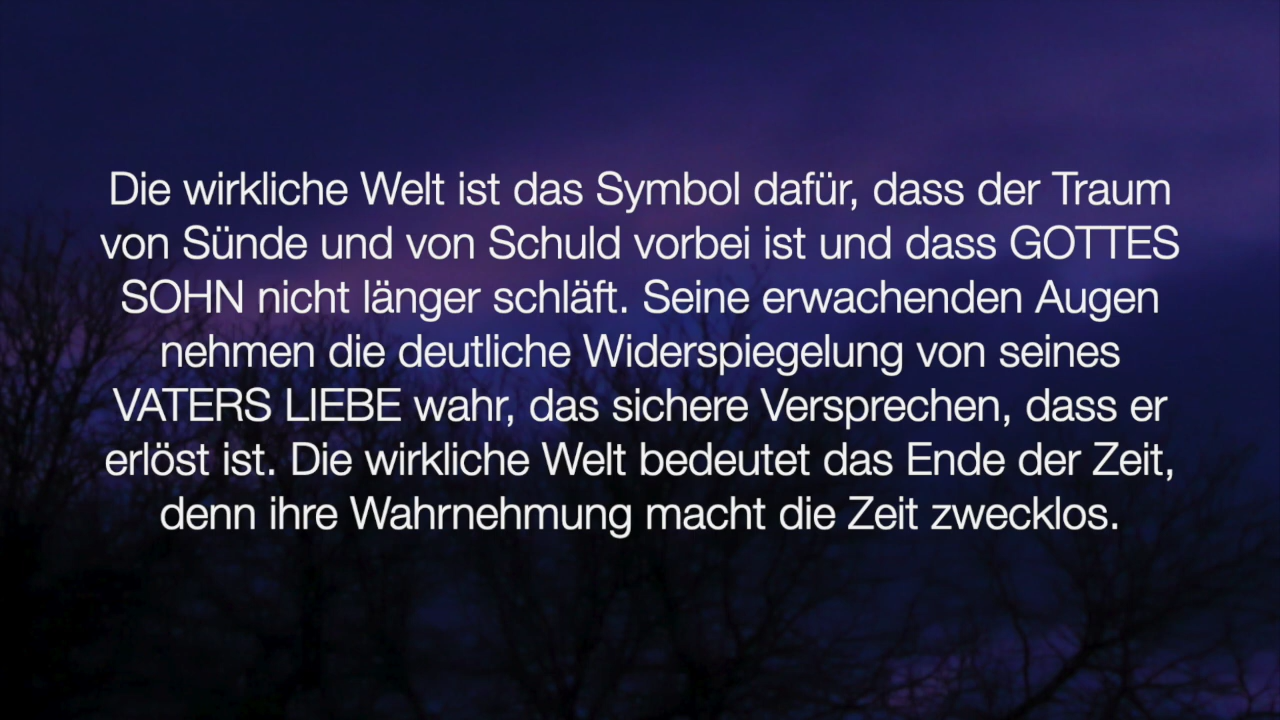 Die wirkliche Welt ist das Symbol dafür, dass der Traum
von Sünde und von Schuld vorbei ist und dass GOTTES
SOHN nicht länger schläft. Seine erwachenden Augen
nehmen die deutliche Widerspiegelung von seines
VATERS LIEBE wahr, das sichere Versprechen, dass er
erlöst ist. Die wirkliche Welt bedeutet das Ende der Zeit,
denn ihre Wahrnehmung macht die Zeit zwecklos.